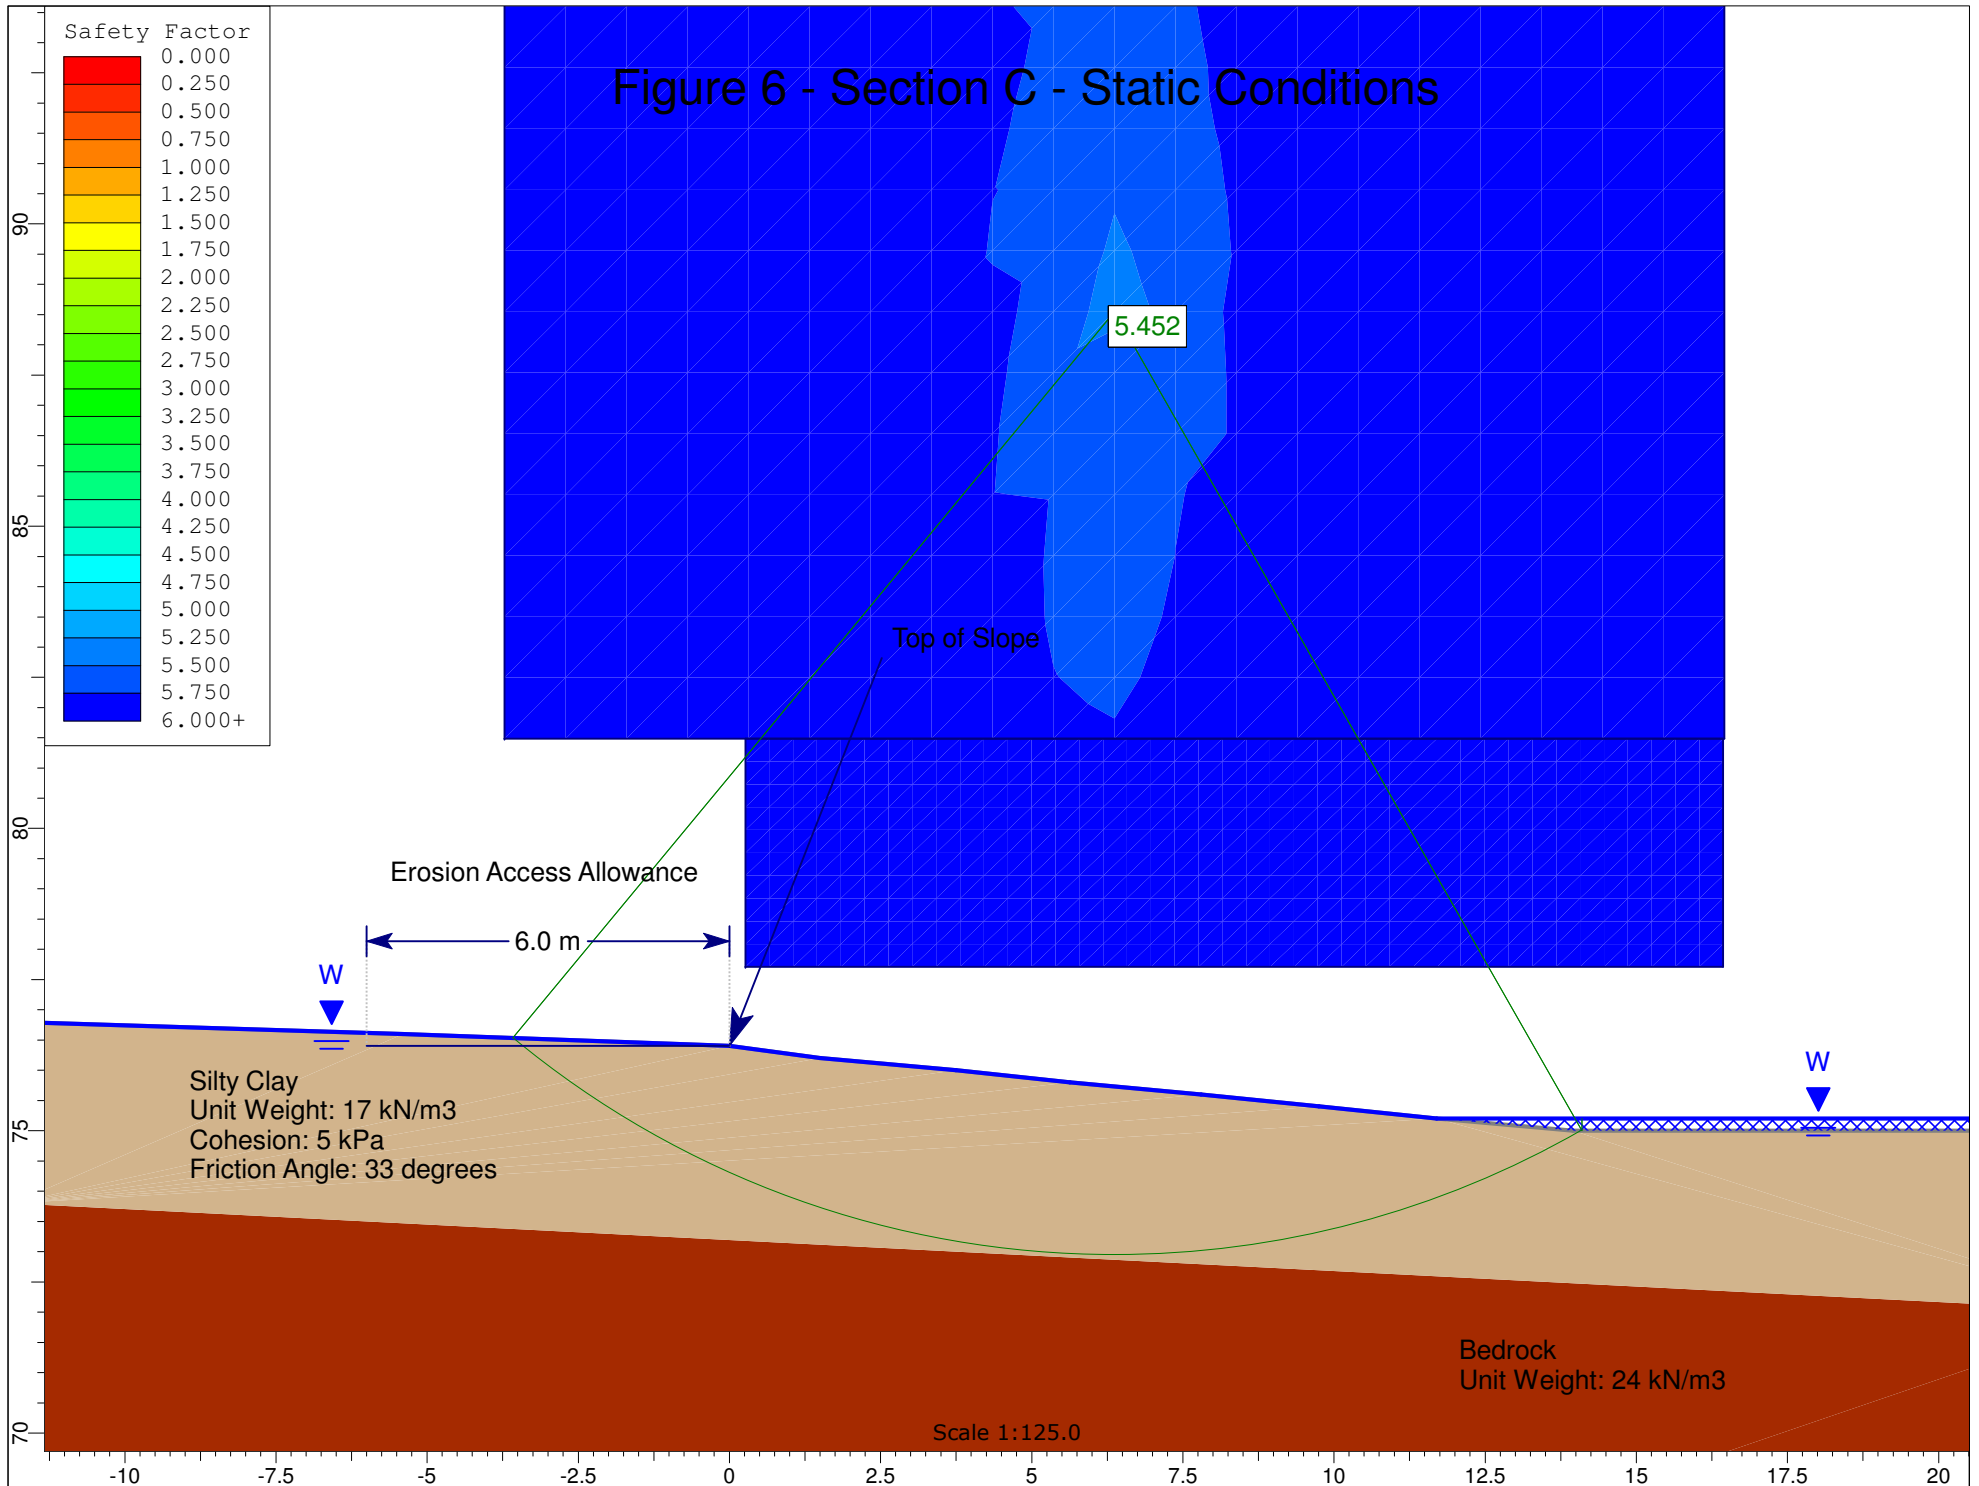 Safety Factor
0.000
0.250
0.500
0.750
1.000
1.250
1.500
1.750
2.000
2.250
2.500
2.750
3.000
3.250
3.500
3.750
4.000
4.250
4.500
4.750
5.000
5.250
5.500
5.750
6.000+
Figure 6 - Section C - Static Conditions
5.452
Top of Slope
Erosion Access Allowance
6.0 m
W
W
Silty Clay
Unit Weight: 17 kN/m3
Cohesion: 5 kPa
Friction Angle: 33 degrees
Bedrock
Unit Weight: 24 kN/m3
Scale 1:125.0
90
85
80
75
70
-10 -7.5 -5 -2.5 0 2.5 5 7.5 10 12.5 15 17.5 20